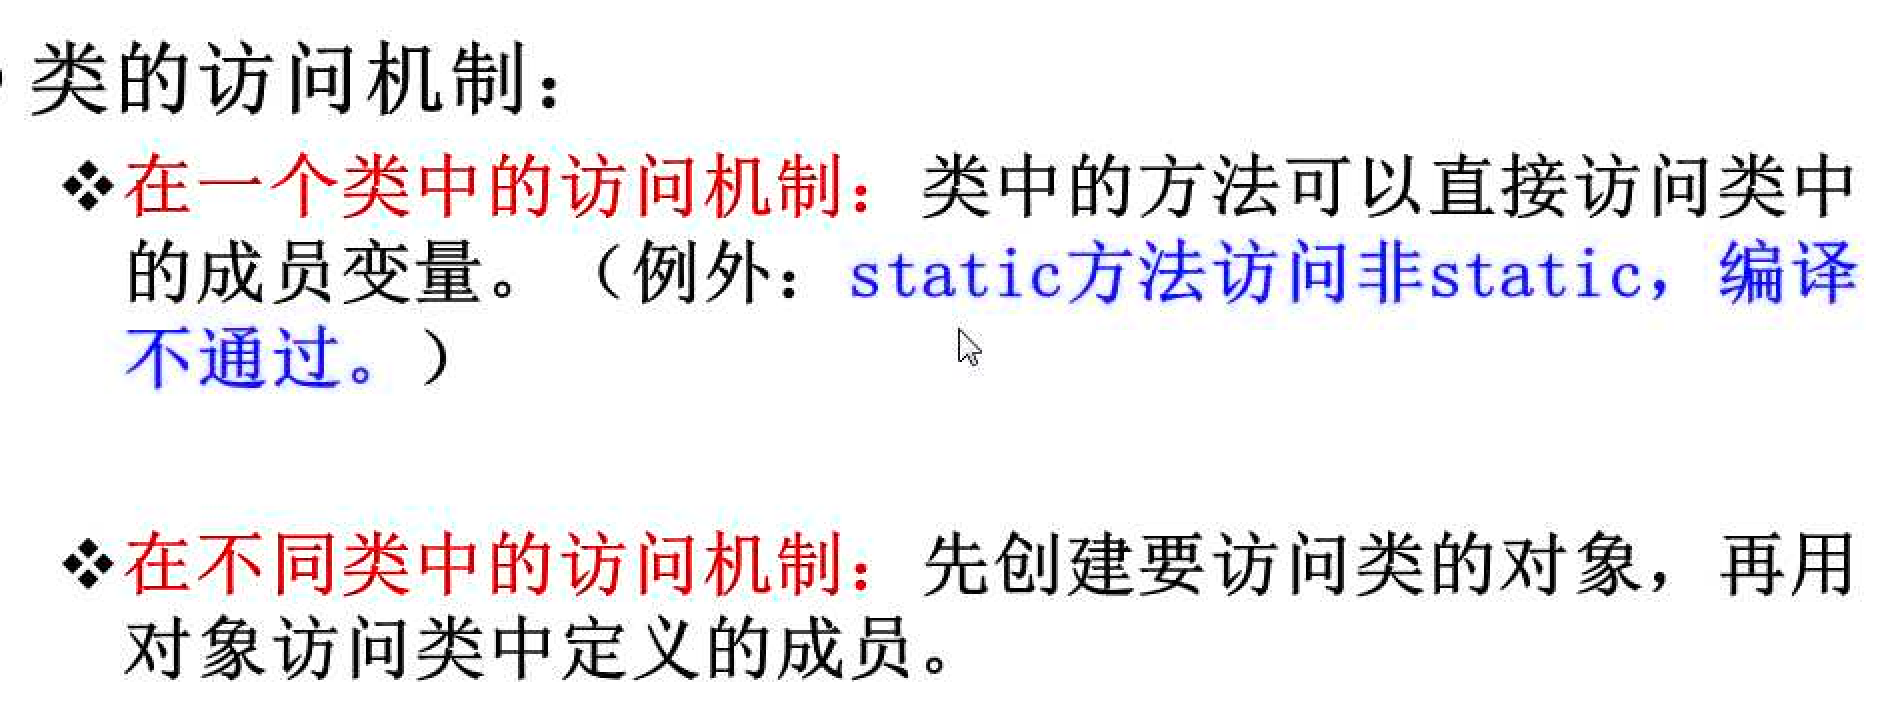 类的访问机制：
❖在一个类中的访问机制：类中的方法可以直接访问类中
的成员变量。（例外：static方法访问非static，编译
不通过。）
❖在不同类中的访问机制：先创建要访问类的对象，再用
对象访问类中定义的成员。